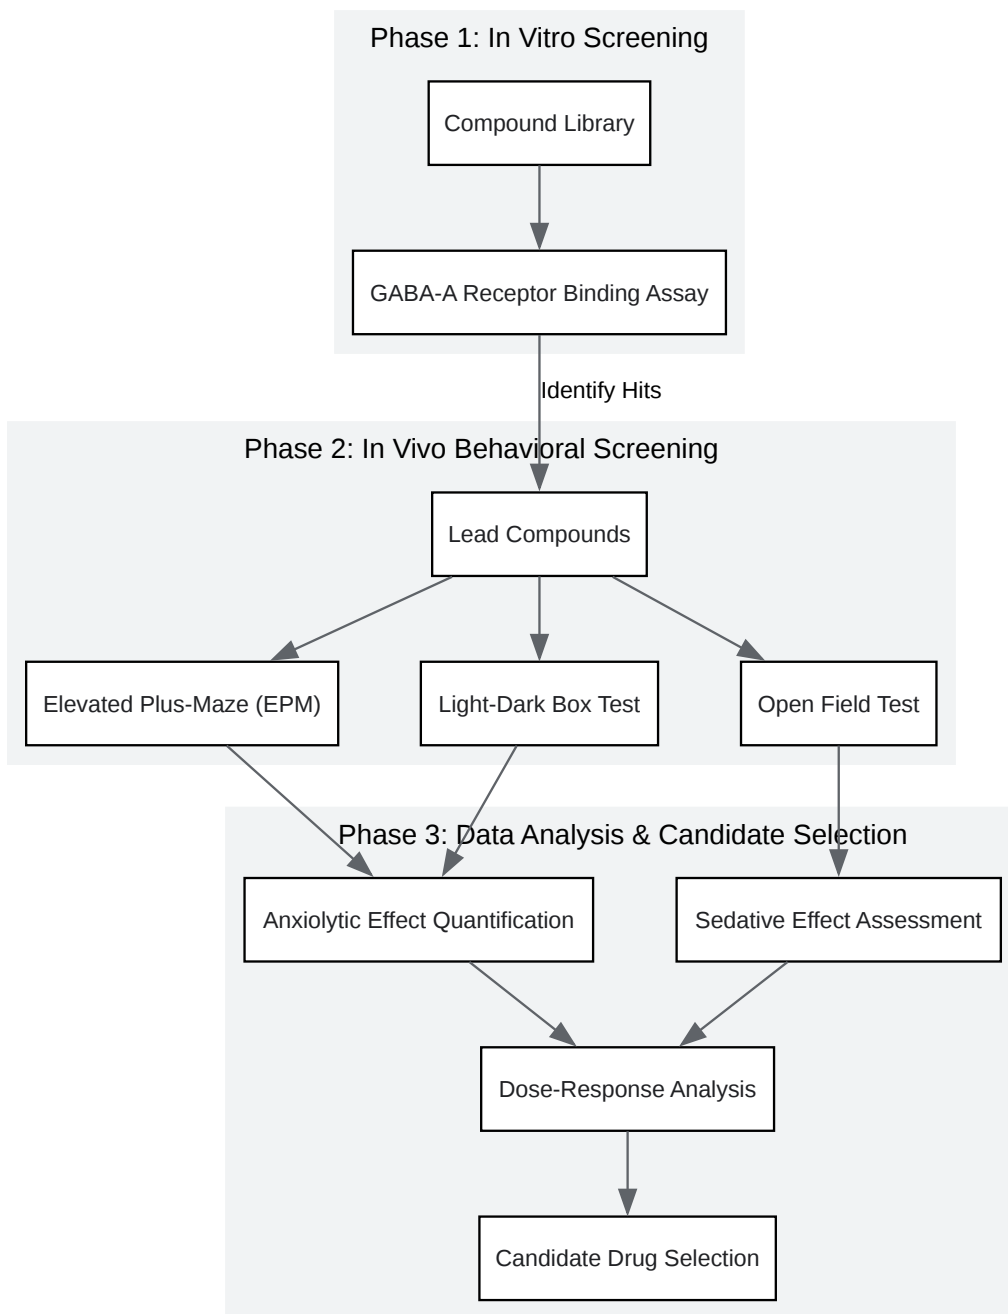 Phase 1: In Vitro Screening
Compound Library
GABA-A Receptor Binding Assay
Identify Hits
Phase 2: In Vivo Behavioral Screening
Lead Compounds
Elevated Plus-Maze (EPM)
Light-Dark Box Test
Open Field Test
Phase 3: Data Analysis & Candidate Selection
Anxiolytic Effect Quantification
Sedative Effect Assessment
Dose-Response Analysis
Candidate Drug Selection